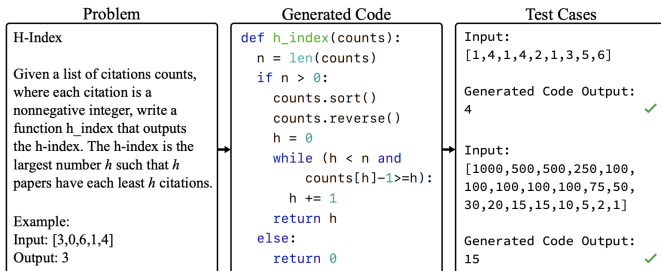 Problem
H-Index
Given a list of citations counts,
where each citation is a
nonnegative integer, write a
function h_index that outputs
the h-index. The h-index is the
largest number h such that h
papers have each least h citations.
Example:
Input: [3,0,6,1,4]
Output: 3
Generated Code
def h_index(counts):
  n = len(counts)
  if n > 0:
    counts.sort()
    counts.reverse()
    h = 0
    while (h < n and
        counts[h]-1>=h):
      h += 1
    return h
  else:
    return 0
Test Cases
Input:
[1,4,1,4,2,1,3,5,6]
Generated Code Output:
4
Input:
[1000,500,500,250,100,
100,100,100,100,75,50,
30,20,15,15,10,5,2,1]
Generated Code Output:
15